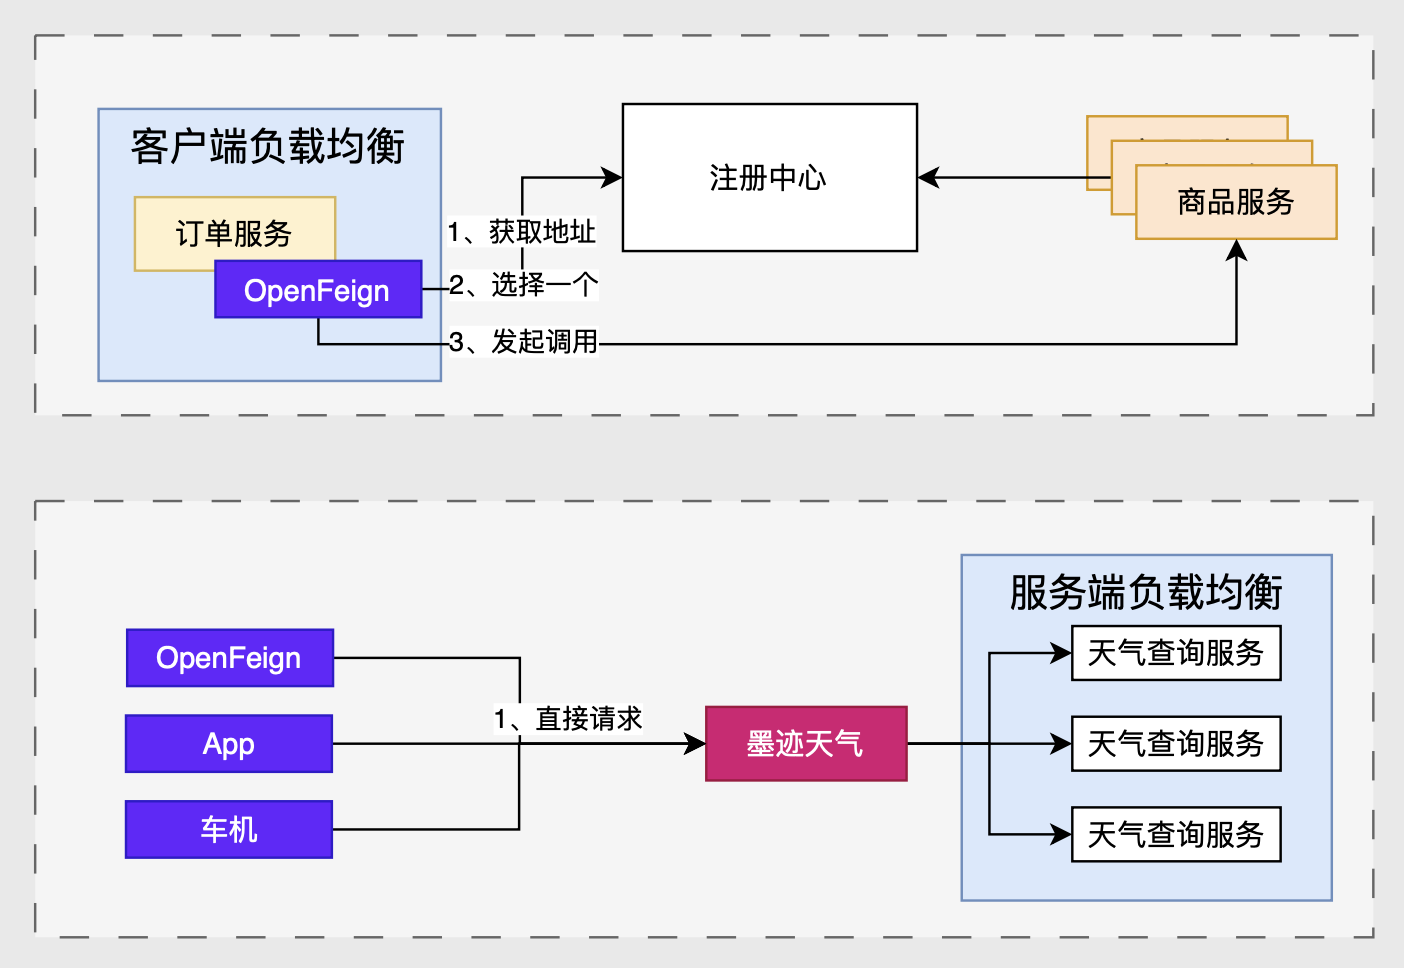 客户端负载均衡
订单服务
OpenFeign
1、获取地址
2、选择一个
3、发起调用
注册中心
商品服务
服务端负载均衡
OpenFeign
App
车机
1、直接请求
墨迹天气
天气查询服务
天气查询服务
天气查询服务